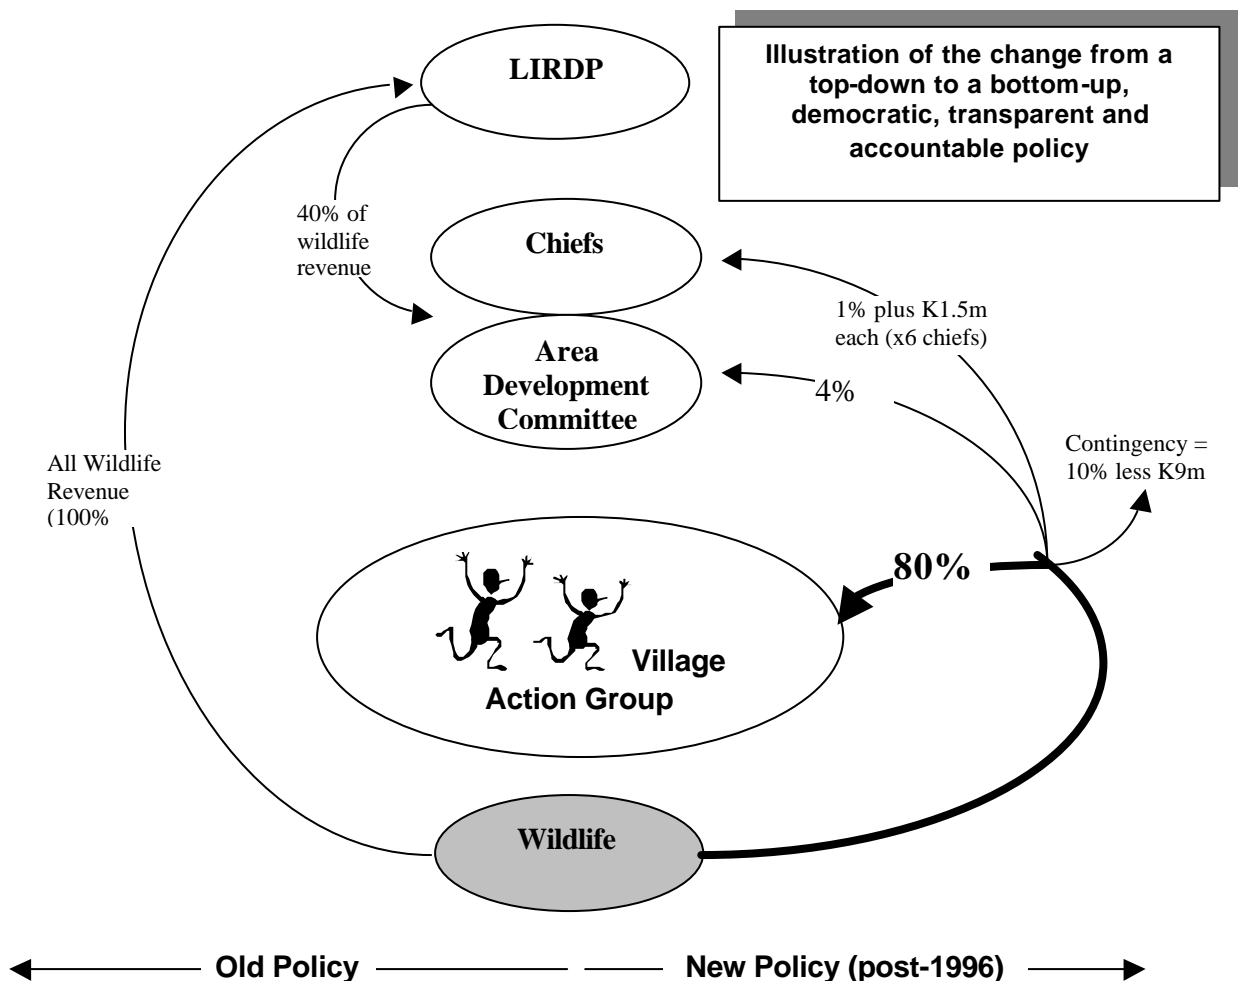 LIRDP
Illustration of the change from a
top-down to a bottom-up,
democratic, transparent and
accountable policy
40% of
wildlife
revenue
Chiefs
1% plus K1.5m
each (x6 chiefs)
Area
Development
Committee
4%
All Wildlife
Revenue
(100%
Contingency =
10% less K9m
80%
Village
Action Group
Wildlife
Old Policy
New Policy (post-1996)